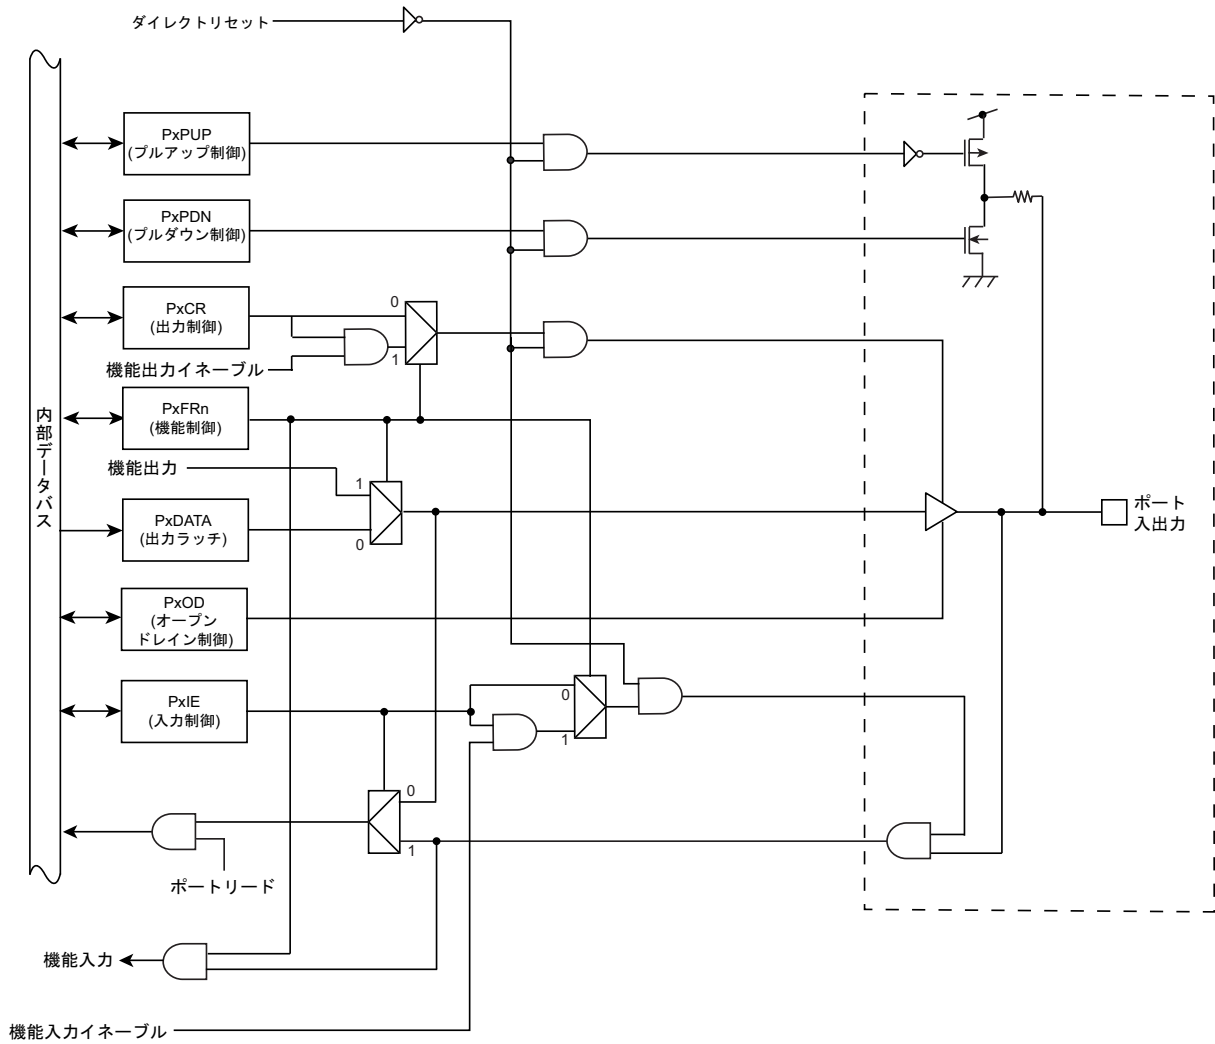 ダイレクトリセット
PxPUP
(プルアップ制御)
PxPDN
(プルダウン制御)
PxCR
(出力制御)
0
1
機能出力イネーブル
PxFRn
(機能制御)
内部データバス
機能出力
1
PxDATA
(出力ラッチ)
0
ポート
入出力
PxOD
(オープン
ドレイン制御)
PxIE
(入力制御)
0
1
0
1
ポートリード
機能入力
機能入力イネーブル